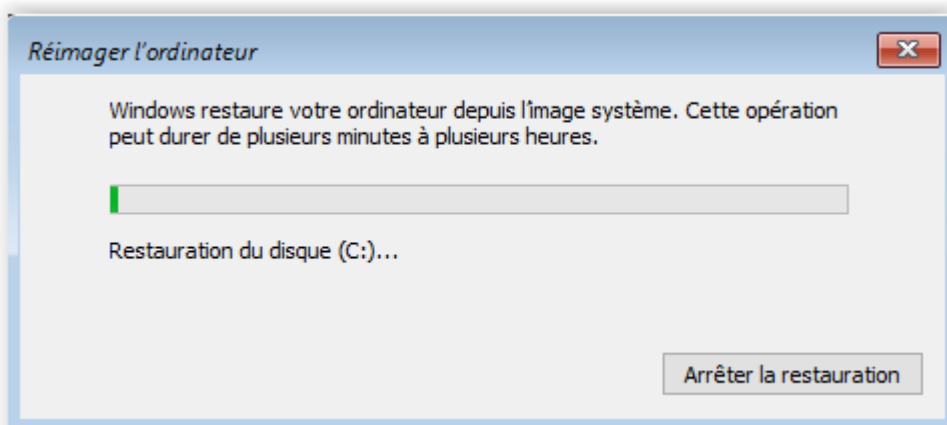 Réimager l'ordinateur
Windows restaure votre ordinateur depuis l'image système. Cette opération
peut durer de plusieurs minutes à plusieurs heures.
Restauration du disque (C:)...
Arrêter la restauration